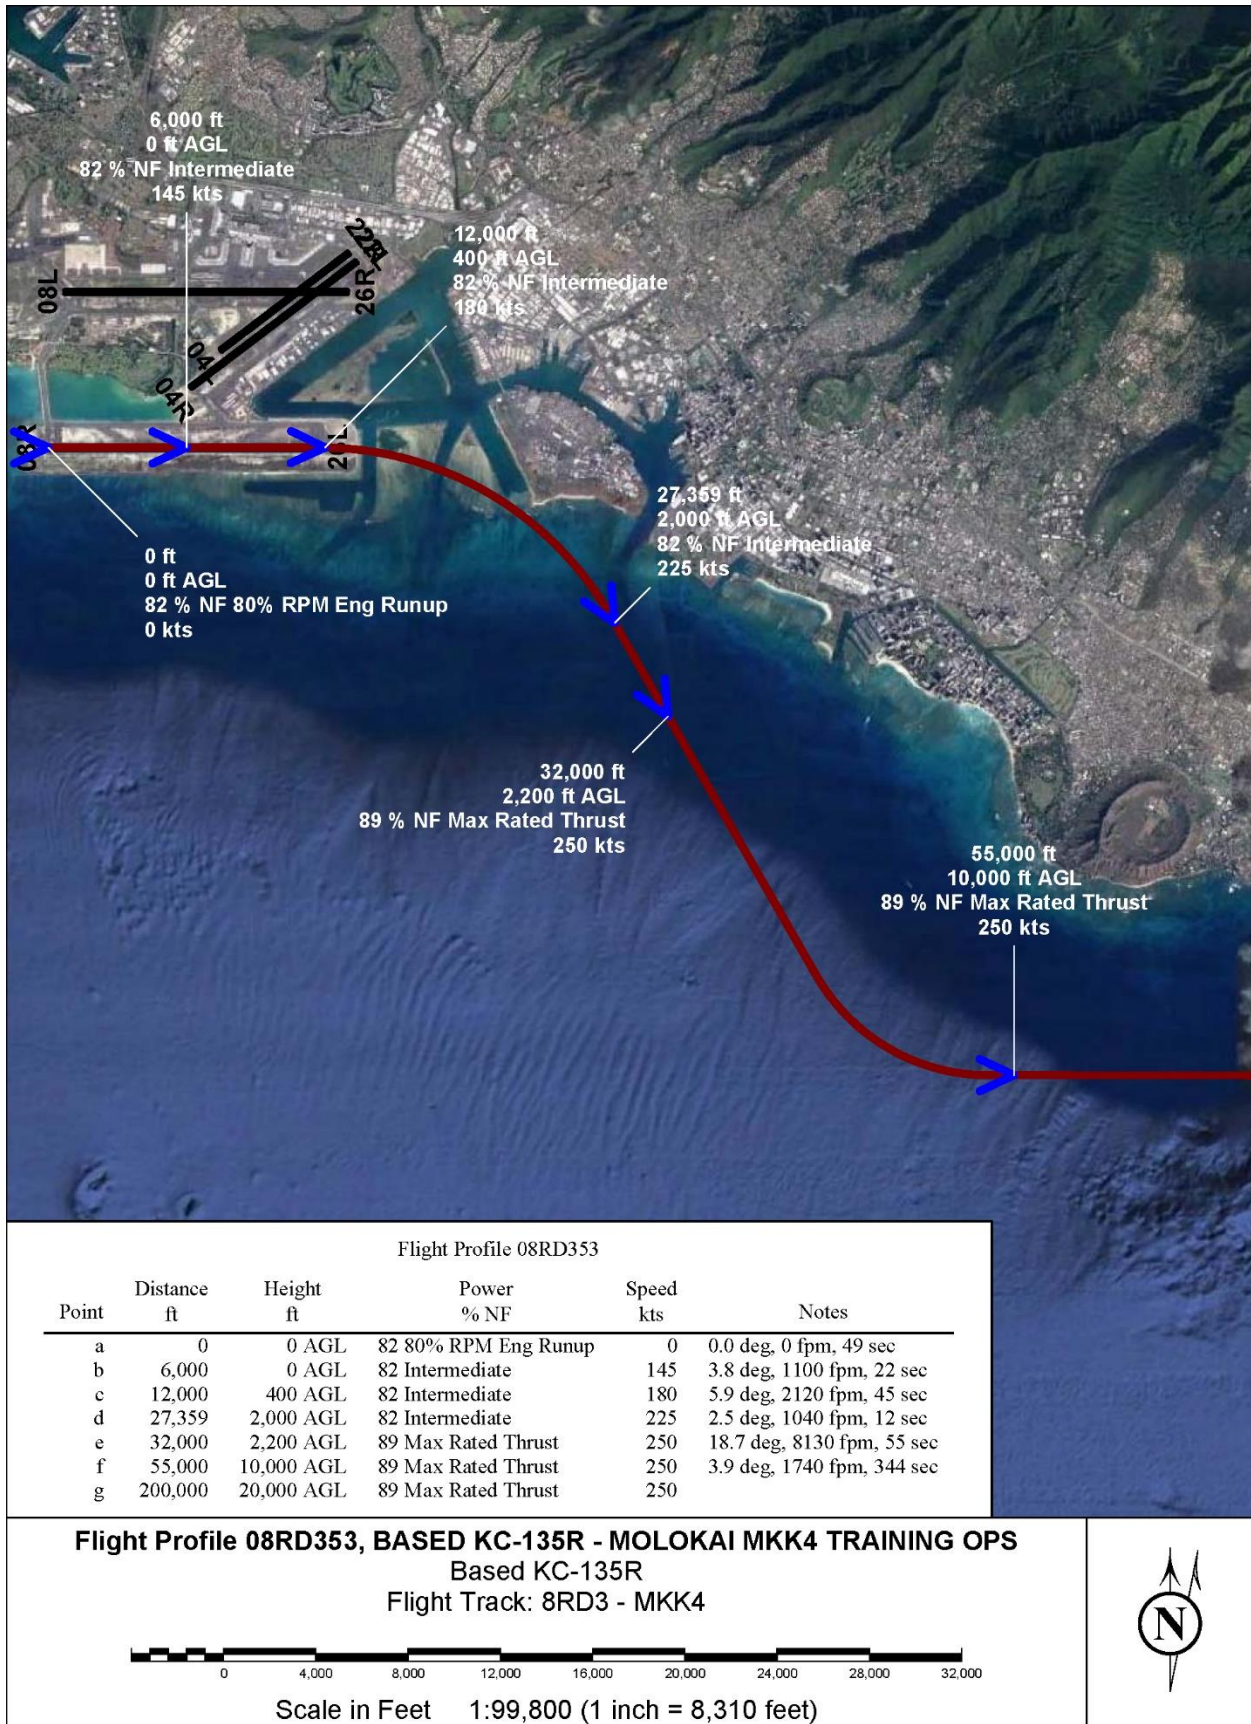 6,000 ft
0 ft AGL
82 % NF Intermediate
145 kts
12,000 ft
400 ft AGL
82 % NF Intermediate
180 kts
08L
26R
22L
04L
04R
08R
26L
27,359 ft
2,000 ft AGL
82 % NF Intermediate
225 kts
0 ft
0 ft AGL
82 % NF 80% RPM Eng Runup
0 kts
32,000 ft
2,200 ft AGL
89 % NF Max Rated Thrust
250 kts
55,000 ft
10,000 ft AGL
89 % NF Max Rated Thrust
250 kts
Flight Profile 08RD353
Distance Height Power Speed
Point ft ft % NF kts Notes
a 0 0 AGL 82 80% RPM Eng Runup 0 0.0 deg, 0 fpm, 49 sec
b 6,000 0 AGL 82 Intermediate 145 3.8 deg, 1100 fpm, 22 sec
c 12,000 400 AGL 82 Intermediate 180 5.9 deg, 2120 fpm, 45 sec
d 27,359 2,000 AGL 82 Intermediate 225 2.5 deg, 1040 fpm, 12 sec
e 32,000 2,200 AGL 89 Max Rated Thrust 250 18.7 deg, 8130 fpm, 55 sec
f 55,000 10,000 AGL 89 Max Rated Thrust 250 3.9 deg, 1740 fpm, 344 sec
g 200,000 20,000 AGL 89 Max Rated Thrust 250
Flight Profile 08RD353, BASED KC-135R - MOLOKAI MKK4 TRAINING OPS
Based KC-135R
Flight Track: 8RD3 - MKK4
0 4,000 8,000 12,000 16,000 20,000 24,000 28,000 32,000
Scale in Feet 1:99,800 (1 inch = 8,310 feet)
N